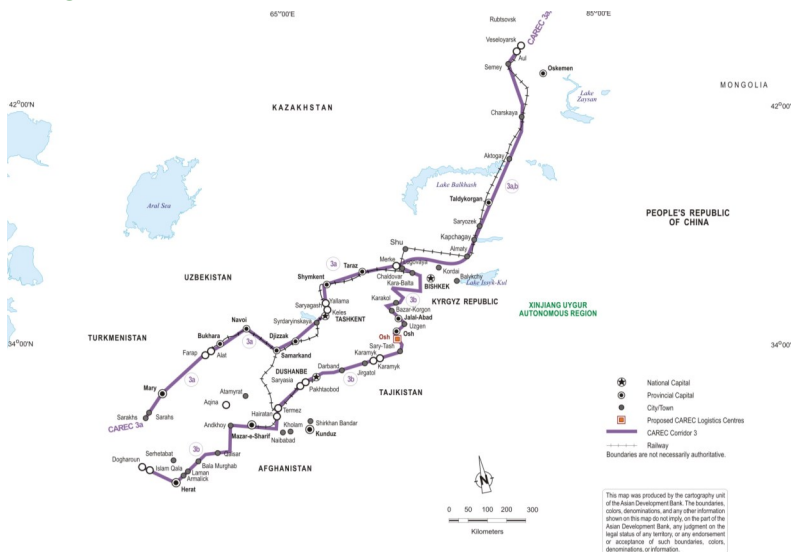 65°00'E
85°00'E
Rubtsovsk
CAREC 3a
Veseloyarsk
Aul
Semey
Oskemen
MONGOLIA
Lake
Zaysan
42°00'N
42°00'N
KAZAKHSTAN
Charskaya
Aktogay
Lake Balkhash
3a,b
Aral Sea
Taldykorgan
PEOPLE'S REPUBLIC
OF CHINA
Saryozek
Kapchagay
Shu
Almaty
Merke
3a
Taraz
Kordai
Chaldovar
Balykchy
UZBEKISTAN
Shymkent
Kara-Balta
BISHKEK
Lake Issyk-Kul
Karakol
3b
KYRGYZ REPUBLIC
XINJIANG UYGUR
AUTONOMOUS REGION
Saryagash
Yallama
Keles
Bazar-Korgon
Jalal-Abad
Syrdaryinskaya
TASHKENT
Uzgen
Navoi
Osh
Osh
34°00'N
34°00'N
TURKMENISTAN
Bukhara
Djizzak
3a
Sary-Tash
Farap
Alat
Samarkand
Karamyk
DUSHANBE
Darband
Karamyk
Saryasia
3b
Jirgatol
TAJIKISTAN
Mary
3a
Atamyrat
Pakhtaobod
Aqina
Termez
Sarakhs
Sarahs
Hairatan
CAREC 3a
Andkhoy
Kholam
Shirkhan Bandar
Mazar-e-Sharif
Naibabad
Kunduz
3b
Qaisar
Serhetabat
Dogharoun
Islam Qala
Bala Murghab
Laman
Armalick
AFGHANISTAN
Herat
National Capital
Provincial Capital
City/Town
Proposed CAREC Logistics Centres
CAREC Corridor 3
Railway
Boundaries are not necessarily authoritative.
N
0 50 100 200 300
Kilometers
This map was produced by the cartography unit
of the Asian Development Bank. The boundaries,
colors, denominations, and any other information
shown on this map do not imply, on the part of the
Asian Development Bank, any judgment on the
legal status of any territory, or any endorsement
or acceptance of such boundaries, colors,
denominations, or information.